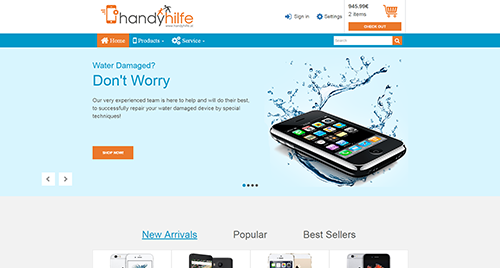 handyhilfe
www.handyhilfe.at
Sign in
Settings
945,99€
2 items
CHECK OUT
Home
Products
Service
Search
Water Damaged?
Don't Worry
Our very experienced team is here to help and will do their best,
to successfully repair your water damaged device by special
techniques!
SHOP NOW!
New Arrivals
Popular
Best Sellers